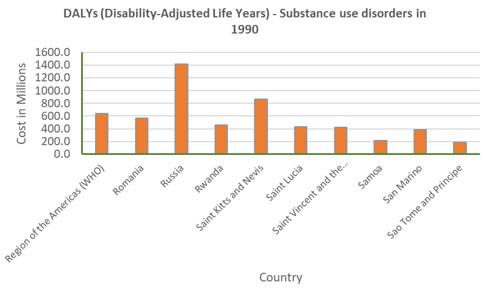 DALYs (Disability-Adjusted Life Years) - Substance use disorders in
1990
Cost in Millions
1600.0
1400.0
1200.0
1000.0
800.0
600.0
400.0
200.0
0.0
Region of the Americas (WHO)
Romania
Russia
Rwanda
Saint Kitts and Nevis
Saint Lucia
Saint Vincent and the...
Samoa
San Marino
Sao Tome and Principe
Country